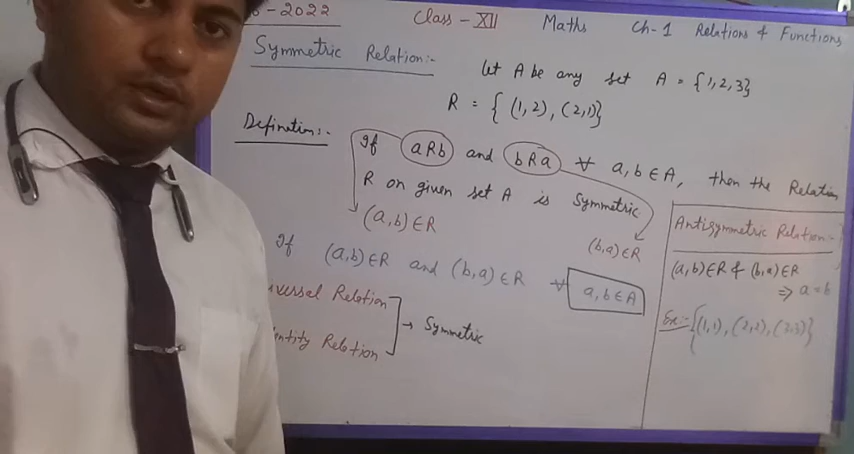 -2022 Class - XII Maths Ch-1 Relations & Functions
Symmetric Relation:-
Let A be any set A = {1,2,3}
R = { (1,2), (2,1)}
Definition:-
If aRb and bRa ∀ a,b ∈ A, then the Relation
R on given set A is Symmetric
(a,b) ∈ R
(b,a) ∈ R
If (a,b) ∈ R and (b,a) ∈ R ∀ a,b ∈ A
versal Relation
entity Relation
→ Symmetric
Antisymmetric Relation:-
(a,b) ∈ R & (b,a) ∈ R
⇒ a = b
Ex:- {(1,1), (2,2), (3,3)}